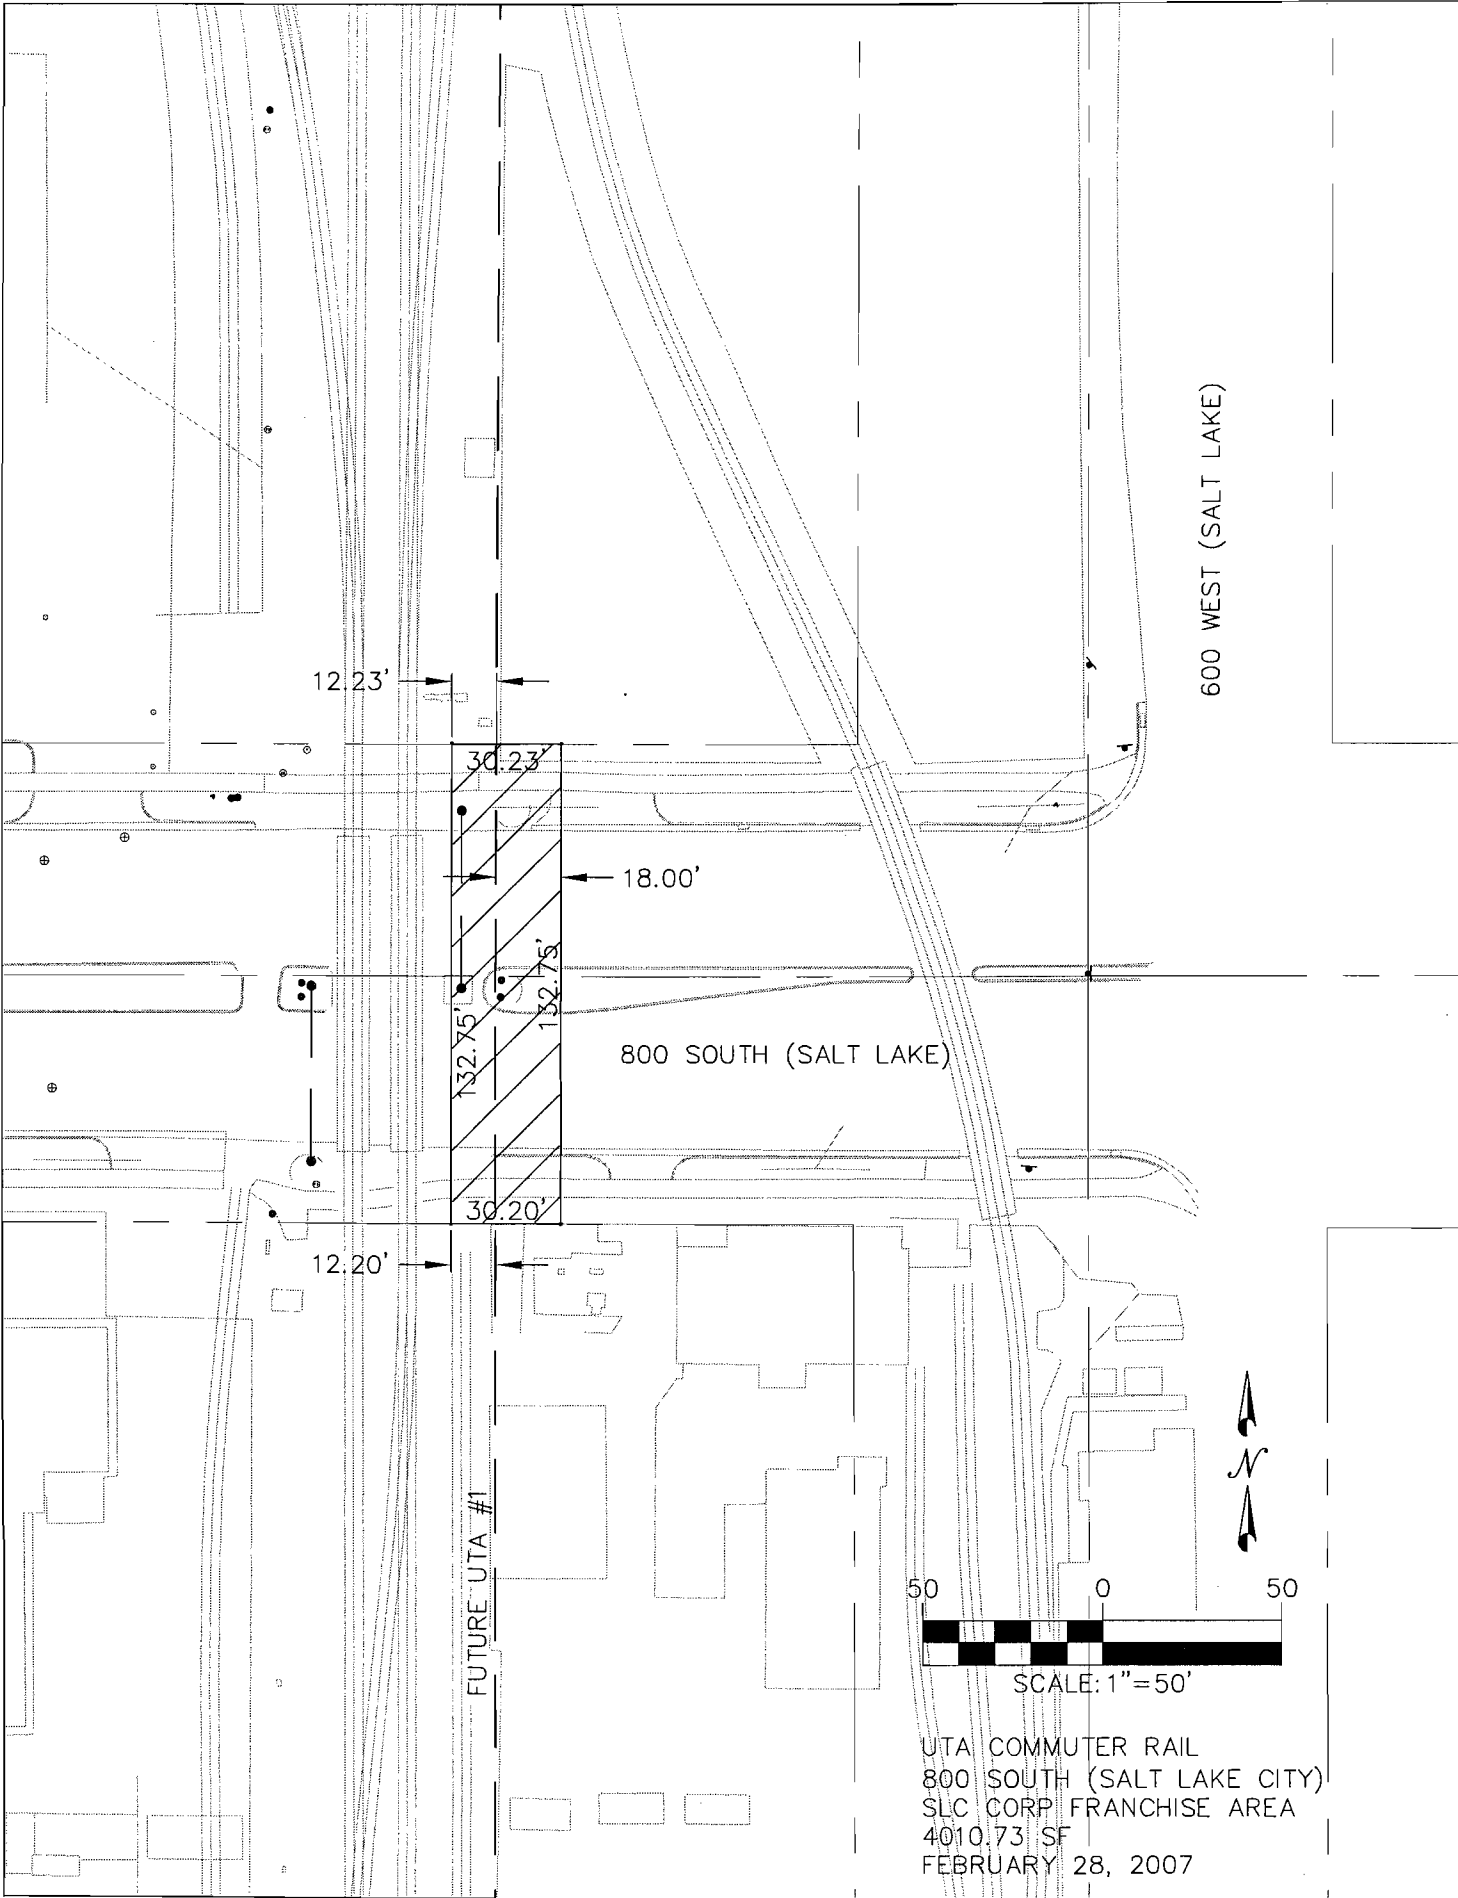 600 WEST (SALT LAKE)
12.23'
30.23'
18.00'
132.75'
132.75'
800 SOUTH (SALT LAKE)
30.20'
12.20'
FUTURE UTA #1
N
50 0 50
SCALE: 1"=50'
UTA COMMUTER RAIL
800 SOUTH (SALT LAKE CITY)
SLC CORP FRANCHISE AREA
4010.73 SF
FEBRUARY 28, 2007